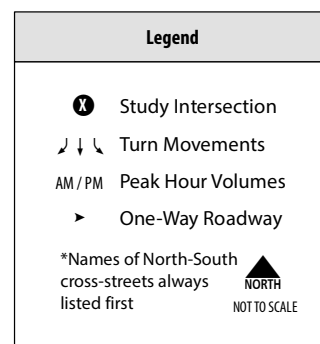 Legend
X Study Intersection
Turn Movements
AM / PM Peak Hour Volumes
One-Way Roadway
*Names of North-South
cross-streets always
listed first
NORTH
NOT TO SCALE